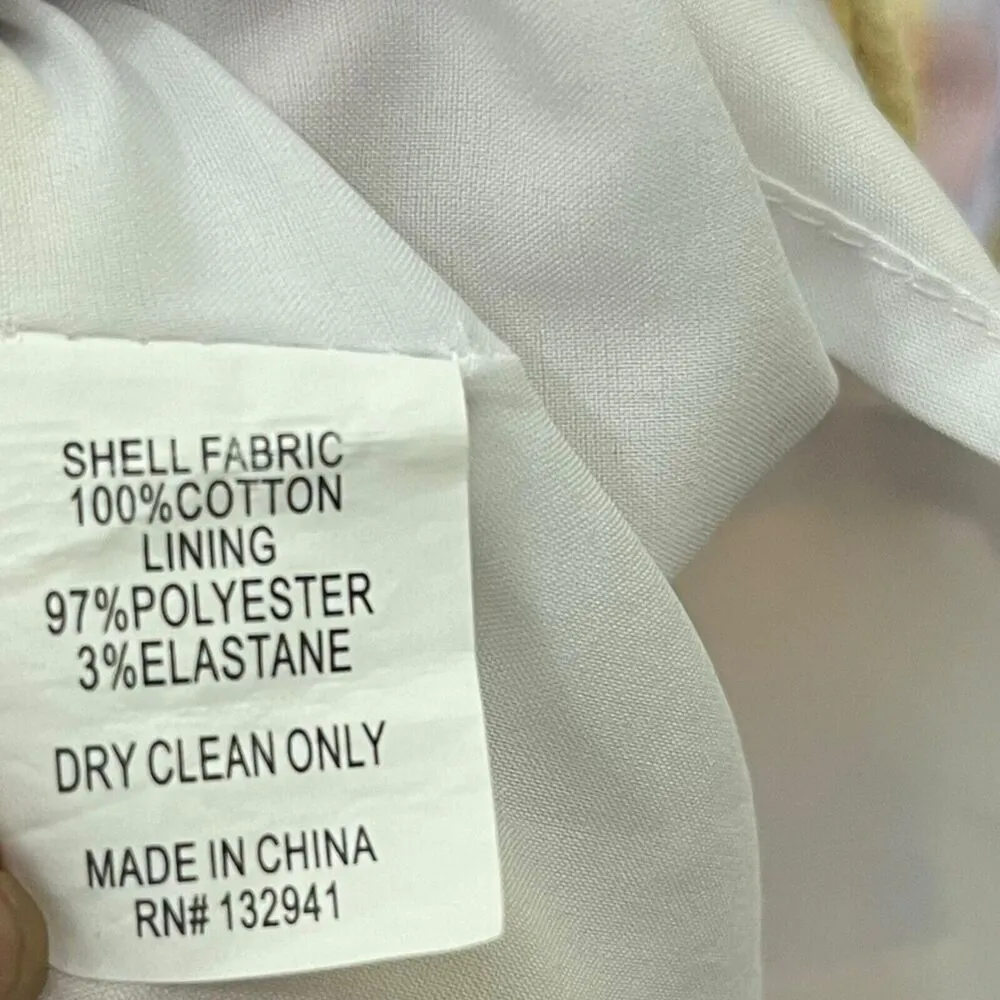 SHELL FABRIC
100%COTTON
LINING
97%POLYESTER
3%ELASTANE
DRY CLEAN ONLY
MADE IN CHINA
RN# 132941